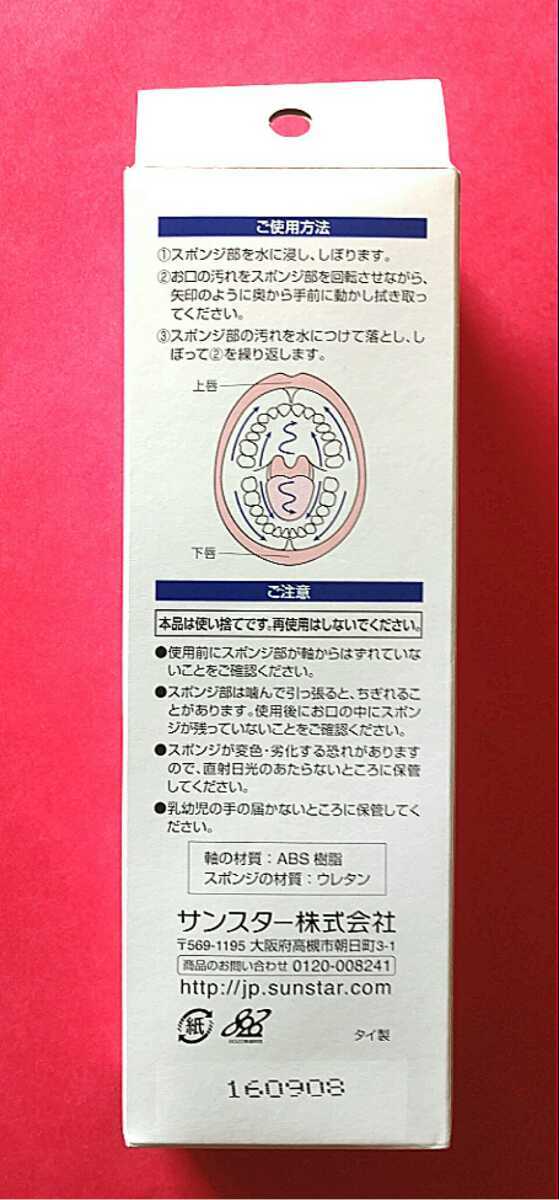 ご使用方法
①スポンジ部を水に浸し、しぼります。
②お口の汚れをスポンジ部を回転させながら、
矢印のように奥から手前に動かし拭き取っ
てください。
③スポンジ部の汚れを水につけて落とし、し
ぼって②を繰り返します。
上唇
下唇
ご注意
本品は使い捨てです。再使用はしないでください。
●使用前にスポンジ部が軸からはずれていな
いことをご確認ください。
●スポンジ部は噛んで引っ張ると、ちぎれるこ
とがあります。使用後にお口の中にスポン
ジが残っていないことをご確認ください。
●スポンジが変色・劣化する恐れがあります
ので、直射日光のあたらないところに保管
してください。
●乳幼児の手の届かないところに保管してく
ださい。
軸の材質：ABS樹脂
スポンジの材質：ウレタン
サンスター株式会社
〒569-1195 大阪府高槻市朝日町3-1
商品のお問い合わせ 0120-008241
http://jp.sunstar.com
紙
タイ製
160908